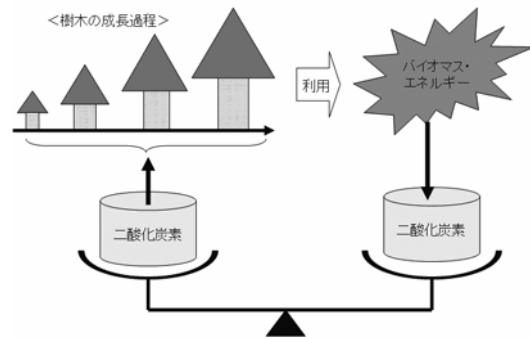 ＜樹木の成長過程＞
利用
バイオマス・
エネルギー
二酸化炭素
二酸化炭素